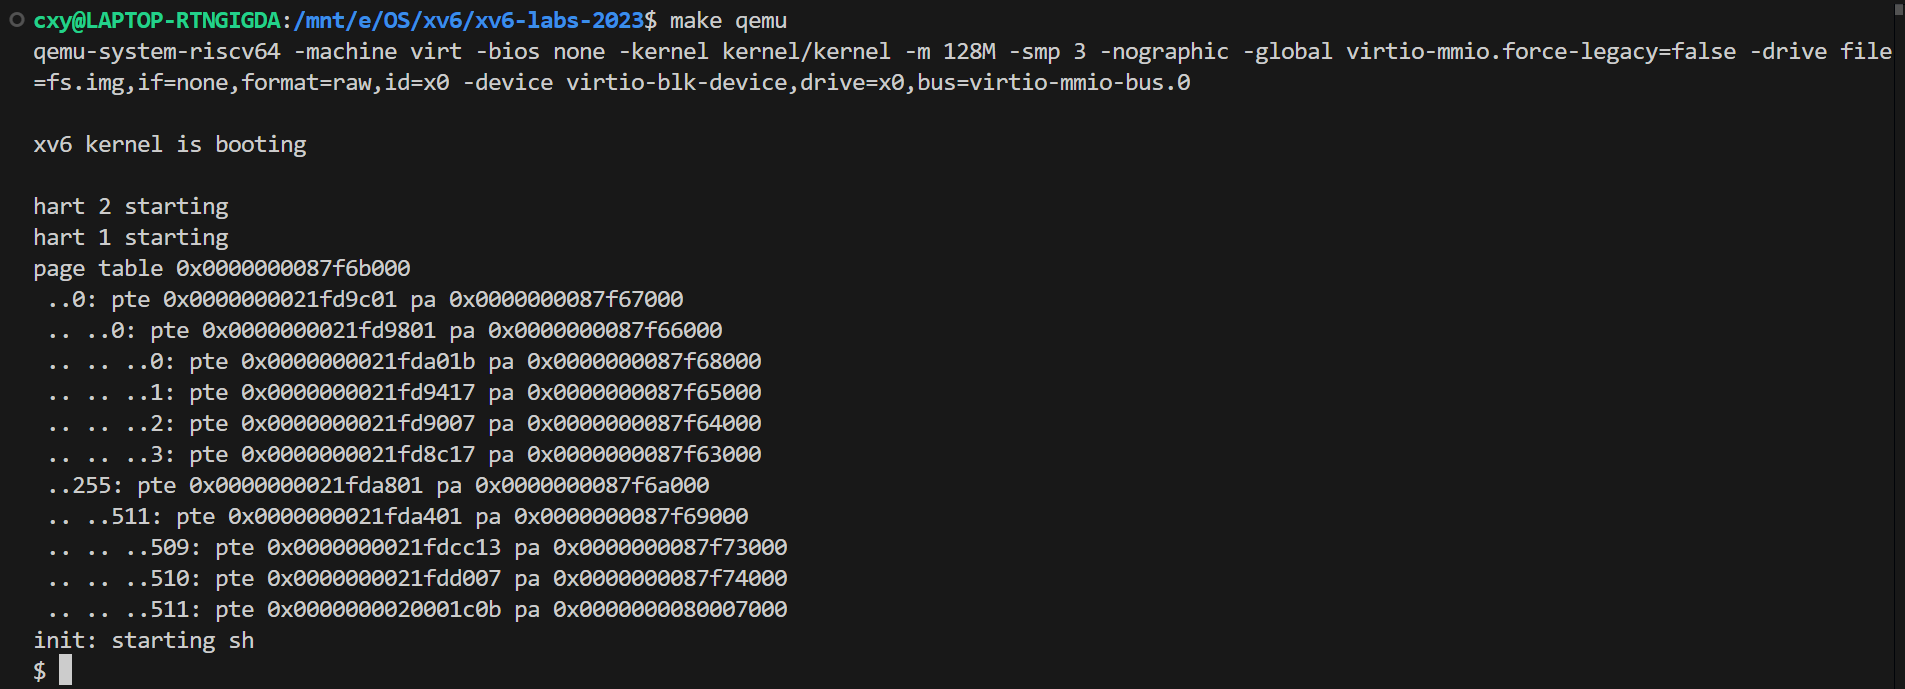 cxy@LAPTOP-RTNGIGDA:/mnt/e/OS/xv6/xv6-labs-2023$ make qemu
qemu-system-riscv64 -machine virt -bios none -kernel kernel/kernel -m 128M -smp 3 -nographic -global virtio-mmio.force-legacy=false -drive file
=fs.img,if=none,format=raw,id=x0 -device virtio-blk-device,drive=x0,bus=virtio-mmio-bus.0
xv6 kernel is booting
hart 2 starting
hart 1 starting
page table 0x0000000087f6b000
 ..0: pte 0x0000000021fd9c01 pa 0x0000000087f67000
 .. ..0: pte 0x0000000021fd9801 pa 0x0000000087f66000
 .. .. ..0: pte 0x0000000021fda01b pa 0x0000000087f68000
 .. .. ..1: pte 0x0000000021fd9417 pa 0x0000000087f65000
 .. .. ..2: pte 0x0000000021fd9007 pa 0x0000000087f64000
 .. .. ..3: pte 0x0000000021fd8c17 pa 0x0000000087f63000
 ..255: pte 0x0000000021fda801 pa 0x0000000087f6a000
 .. ..511: pte 0x0000000021fda401 pa 0x0000000087f69000
 .. .. ..509: pte 0x0000000021fdcc13 pa 0x0000000087f73000
 .. .. ..510: pte 0x0000000021fdd007 pa 0x0000000087f74000
 .. .. ..511: pte 0x0000000020001c0b pa 0x0000000080007000
init: starting sh
$